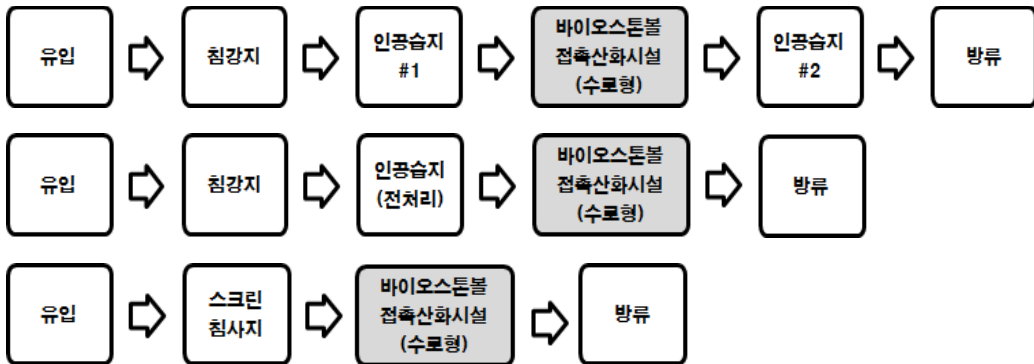 유입
침강지
인공습지
#1
바이오스톤볼
접촉산화시설
(수로형)
인공습지
#2
방류
유입
침강지
인공습지
(전처리)
바이오스톤볼
접촉산화시설
(수로형)
방류
유입
스크린
침사지
바이오스톤볼
접촉산화시설
(수로형)
방류